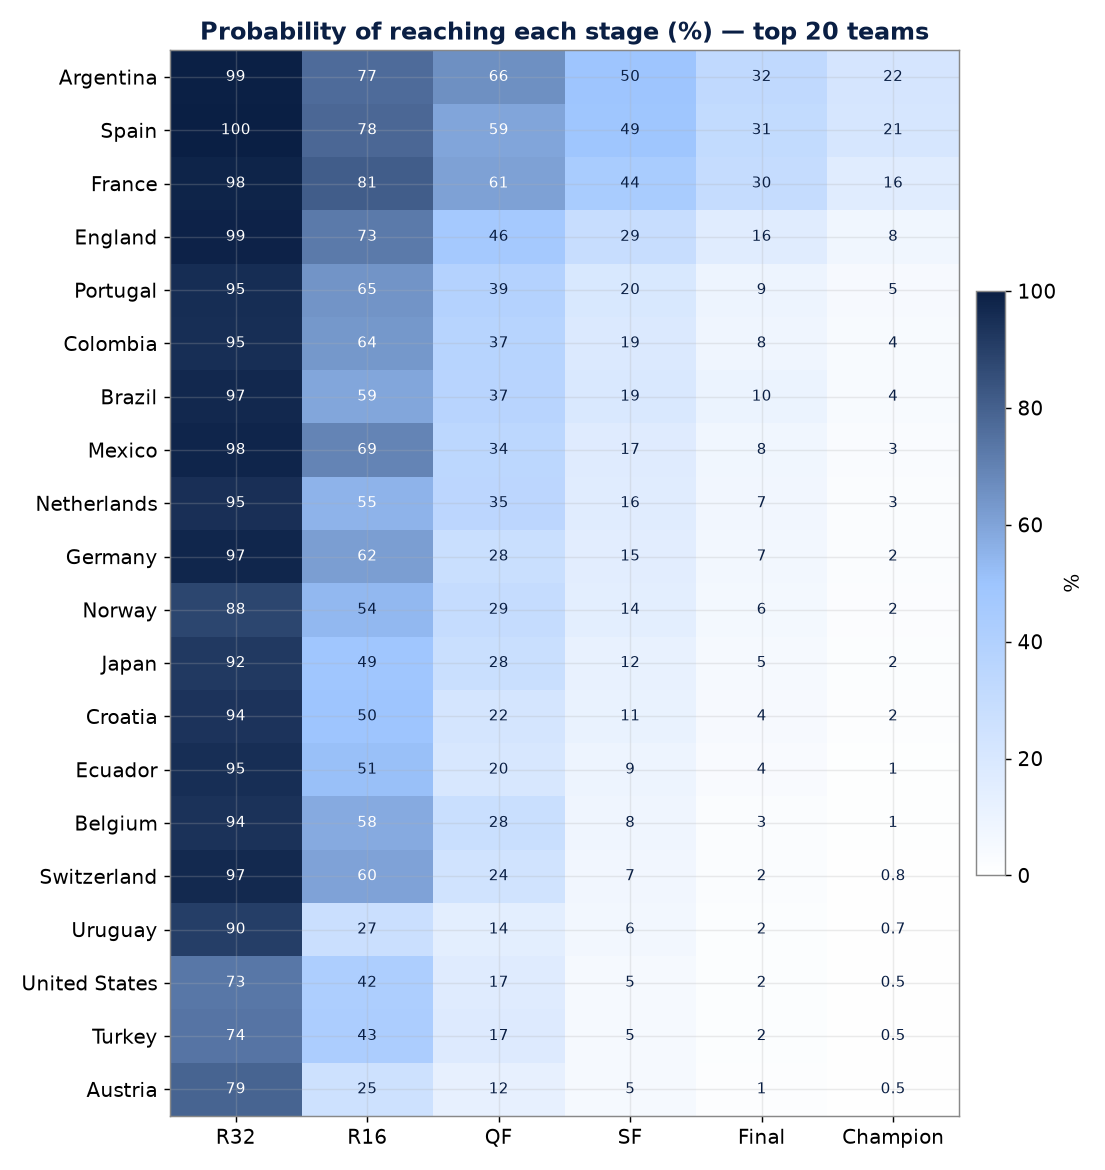 Probability of reaching each stage (%) — top 20 teams
Argentina 99 77 66 50 32 22
Spain 100 78 59 49 31 21
France 98 81 61 44 30 16
England 99 73 46 29 16 8
Portugal 95 65 39 20 9 5
Colombia 95 64 37 19 8 4
Brazil 97 59 37 19 10 4
Mexico 98 69 34 17 8 3
Netherlands 95 55 35 16 7 3
Germany 97 62 28 15 7 2
Norway 88 54 29 14 6 2
Japan 92 49 28 12 5 2
Croatia 94 50 22 11 4 2
Ecuador 95 51 20 9 4 1
Belgium 94 58 28 8 3 1
Switzerland 97 60 24 7 2 0.8
Uruguay 90 27 14 6 2 0.7
United States 73 42 17 5 2 0.5
Turkey 74 43 17 5 2 0.5
Austria 79 25 12 5 1 0.5
R32 R16 QF SF Final Champion
100
80
60
40
20
0
%